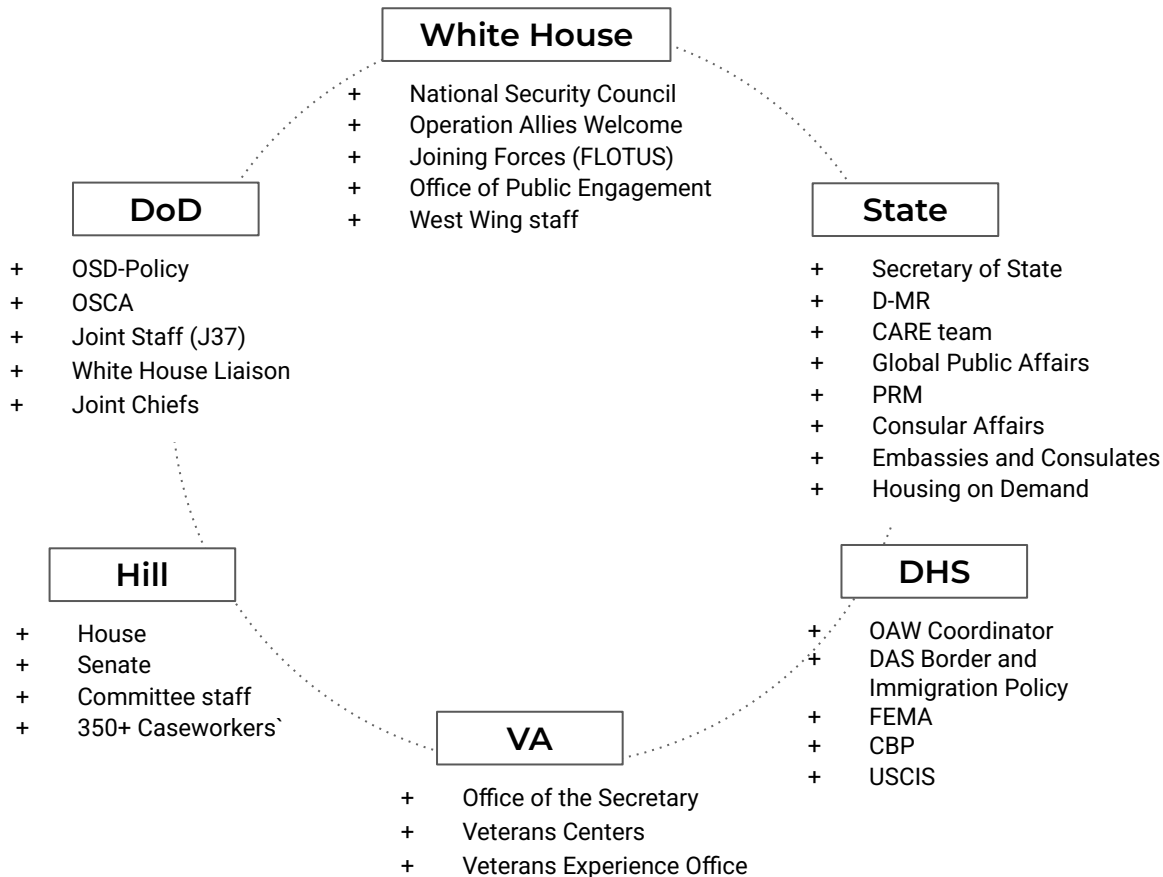 White House
+ National Security Council
+ Operation Allies Welcome
+ Joining Forces (FLOTUS)
+ Office of Public Engagement
+ West Wing staff
DoD
+ OSD-Policy
+ OSCA
+ Joint Staff (J37)
+ White House Liaison
+ Joint Chiefs
State
+ Secretary of State
+ D-MR
+ CARE team
+ Global Public Affairs
+ PRM
+ Consular Affairs
+ Embassies and Consulates
+ Housing on Demand
Hill
+ House
+ Senate
+ Committee staff
+ 350+ Caseworkers`
DHS
+ OAW Coordinator
+ DAS Border and
Immigration Policy
+ FEMA
+ CBP
+ USCIS
VA
+ Office of the Secretary
+ Veterans Centers
+ Veterans Experience Office